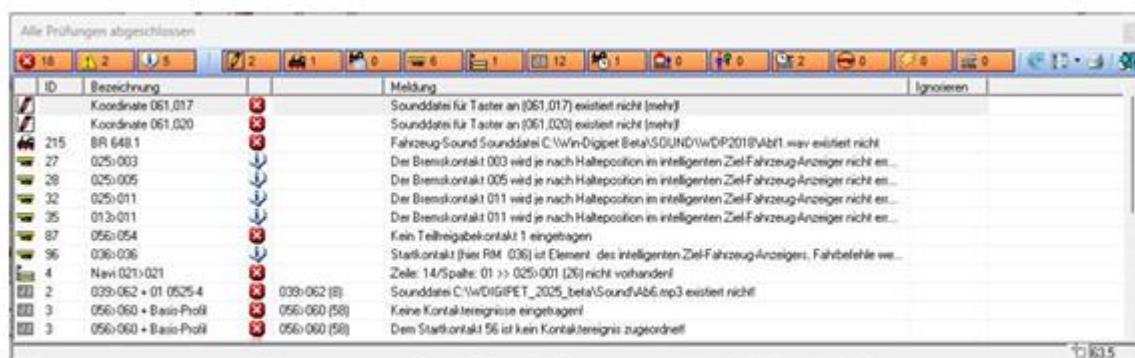 Alle Prüfungen abgeschlossen
18 2 5 2 1 0 6 1 12 1 0 0 2 0 0 0
ID Bezeichnung Meldung Ignorieren
Koordinate 061,017 Sounddatei für Taster an (061,017) existiert nicht (mehr)!
Koordinate 061,020 Sounddatei für Taster an (061,020) existiert nicht (mehr)!
215 BR 648.1 Fahrzeug-Sound Sounddatei C:\Win-Digipet Beta\SOUND\WDP2018\Abf1.wav existiert nicht
27 025>003 Der Bremskontakt 003 wird je nach Halteposition im intelligenten Ziel-Fahrzeug-Anzeiger nicht err...
28 025>005 Der Bremskontakt 005 wird je nach Halteposition im intelligenten Ziel-Fahrzeug-Anzeiger nicht err...
32 025>011 Der Bremskontakt 011 wird je nach Halteposition im intelligenten Ziel-Fahrzeug-Anzeiger nicht err...
35 013>011 Der Bremskontakt 011 wird je nach Halteposition im intelligenten Ziel-Fahrzeug-Anzeiger nicht err...
87 056>054 Kein Teilfreigabekontakt 1 eingetragen
96 036>036 Startkontakt (hier RM 036) ist Element des intelligenten Ziel-Fahrzeug-Anzeigers, Fahrbefehle we...
4 Navi 021>021 Zeile: 14/Spalte: 01 >> 025>001 (26) nicht vorhanden!
2 039>062 + 01 0525-4 039>062 (8) Sounddatei C:\WDIGIPET_2025_beta\Sound\Ab6.mp3 existiert nicht!
3 056>060 + Basis-Profil 056>060 (58) Keine Kontaktereignisse eingetragen!
3 056>060 + Basis-Profil 056>060 (58) Dem Startkontakt 56 ist kein Kontaktereignis zugeordnet!